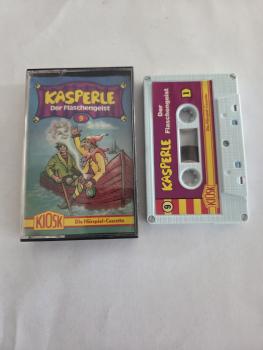 KASPERLE
Der Flaschengeist
9
KIOSK
Die Hörspiel-Cassette
KASPERLE
Der
Flaschengeist
9
KIOSK